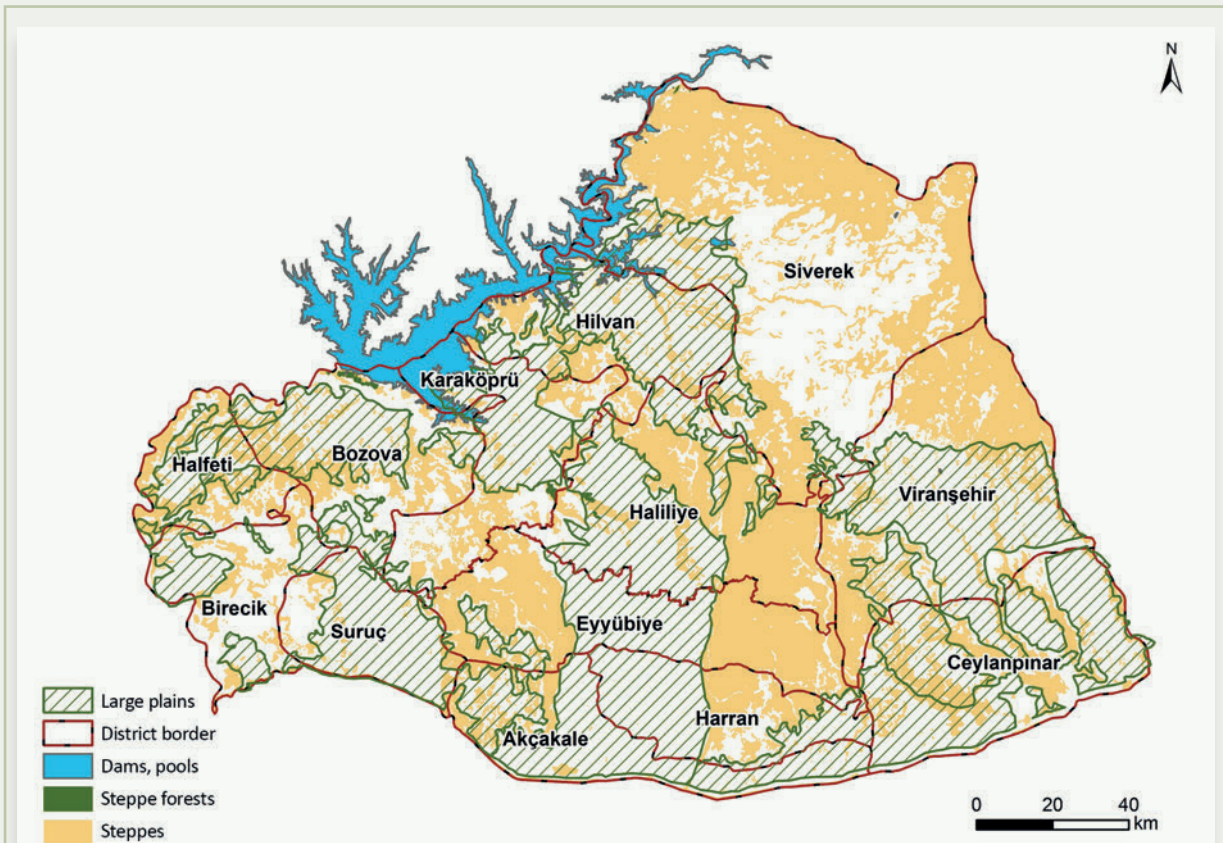 N
Siverek
Hilvan
Karaköprü
Bozova
Halfeti
Viranşehir
Haliliye
Birecik
Suruç
Eyyübiye
Ceylanpınar
Harran
Akçakale
Large plains
District border
Dams, pools
Steppe forests
Steppes
0 20 40
km